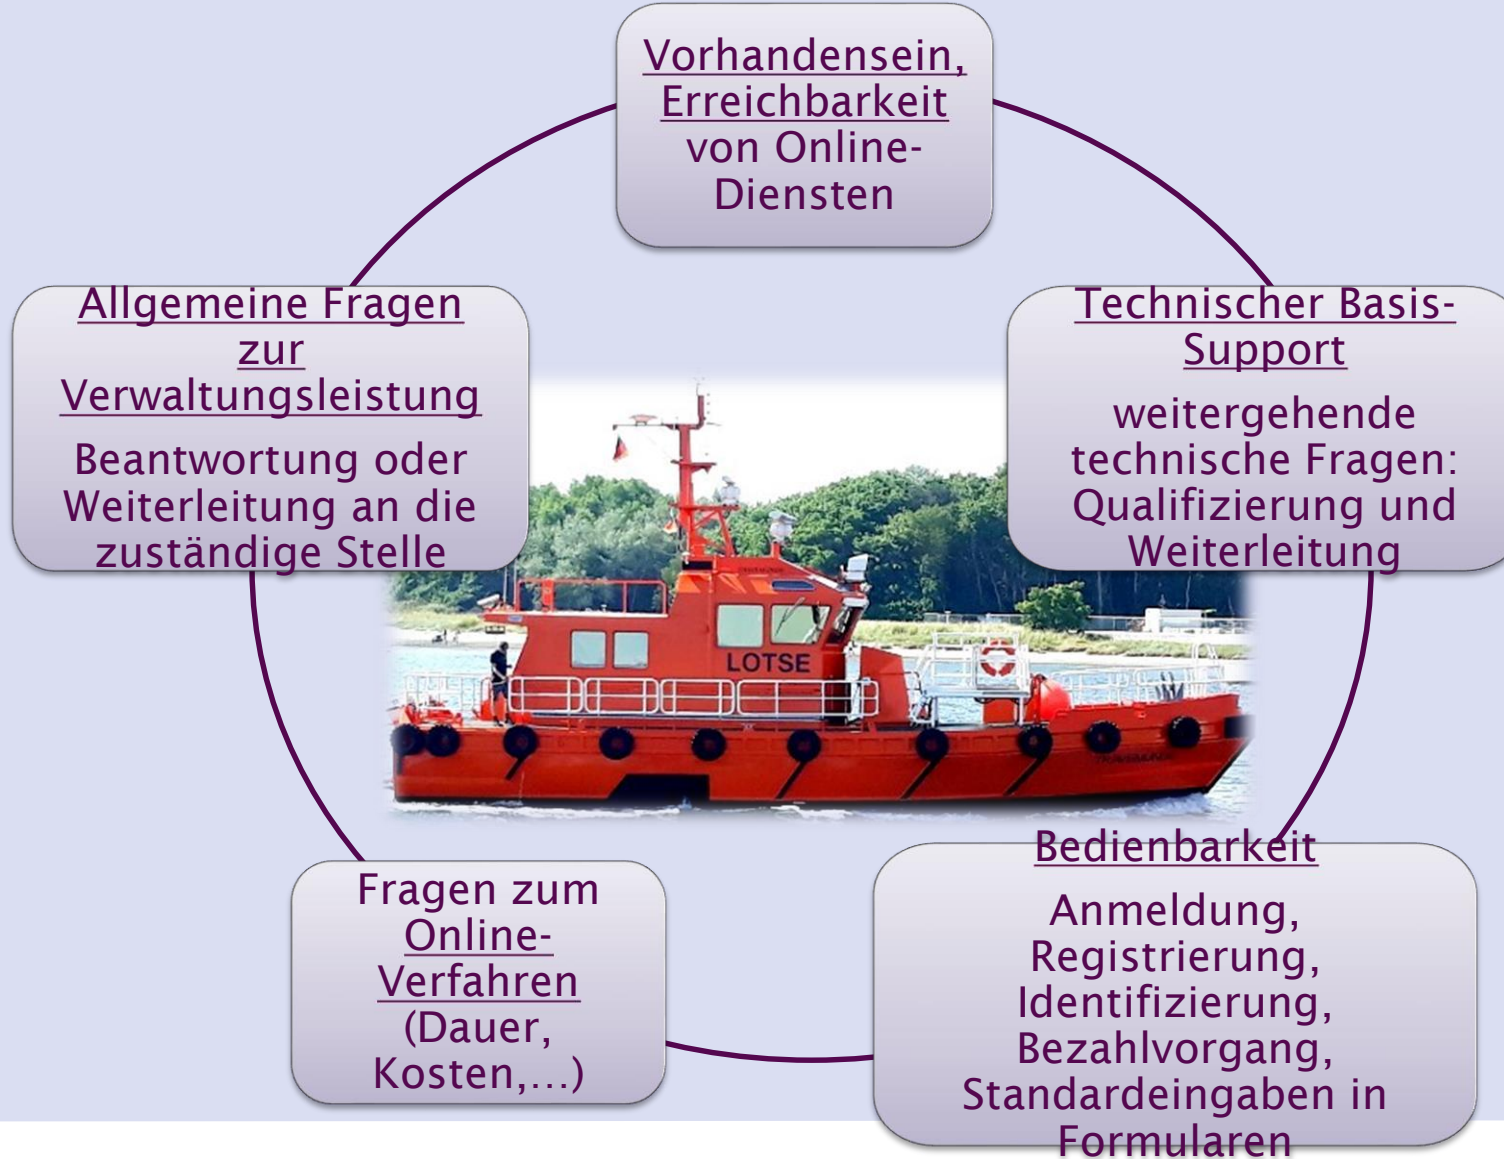 Vorhandensein,
Erreichbarkeit
von Online-
Diensten
Allgemeine Fragen
zur
Verwaltungsleistung
Beantwortung oder
Weiterleitung an die
zuständige Stelle
Technischer Basis-
Support
weitergehende
technische Fragen:
Qualifizierung und
Weiterleitung
LOTSE
TRAVEMÜNDE
Fragen zum
Online-
Verfahren
(Dauer,
Kosten,...)
Bedienbarkeit
Anmeldung,
Registrierung,
Identifizierung,
Bezahlvorgang,
Standardeingaben in
Formularen